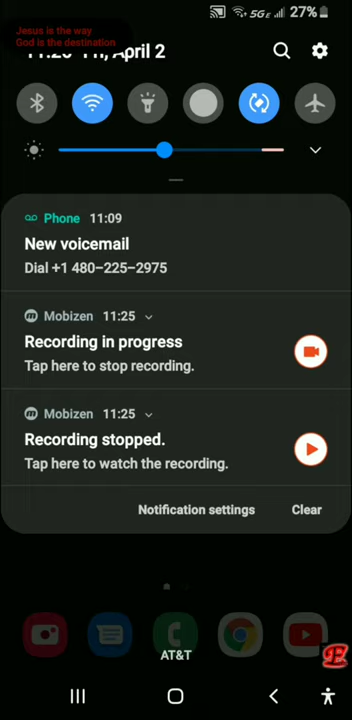 Jesus is the way
God is the destination
5GE 27%
Fri, April 2
Phone 11:09
New voicemail
Dial +1 480-225-2975
Mobizen 11:25
Recording in progress
Tap here to stop recording.
Mobizen 11:25
Recording stopped.
Tap here to watch the recording.
Notification settings Clear
AT&T